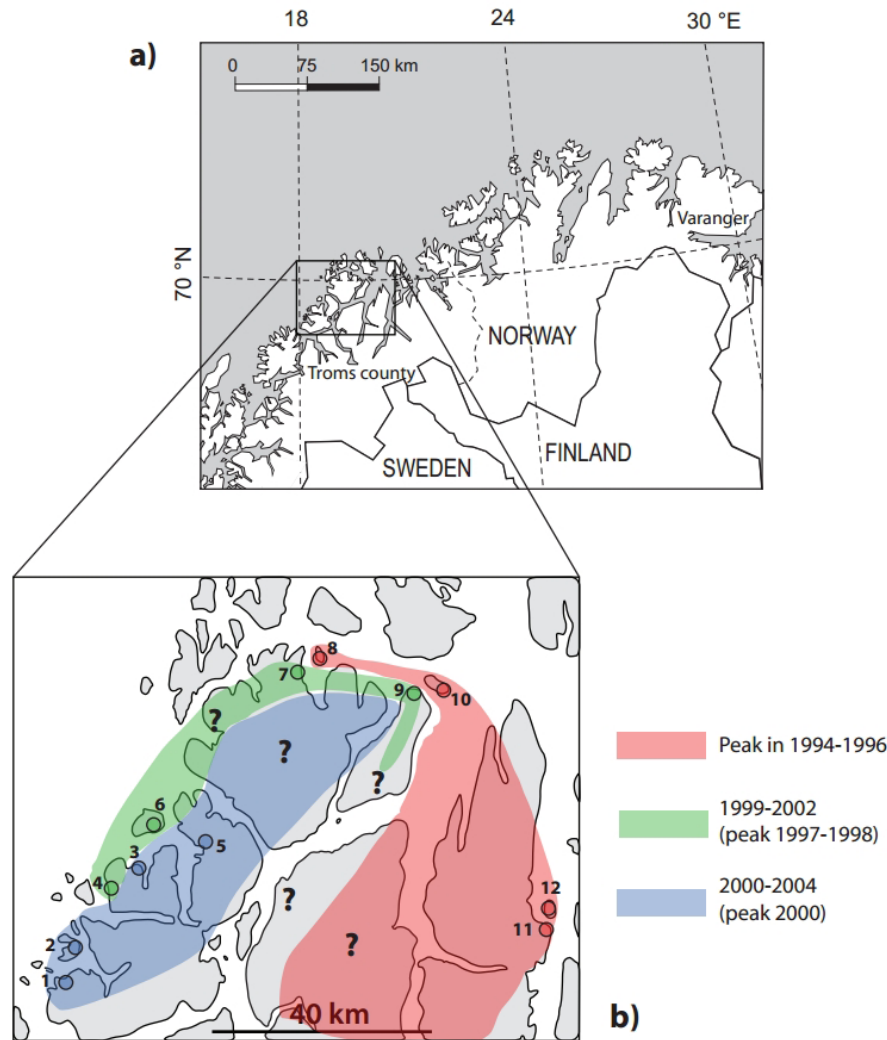 a)
18
24
30 °E
0 75 150 km
70 °N
Varanger
NORWAY
Troms county
SWEDEN
FINLAND
8
7
9
10
?
?
?
6
3
5
4
?
12
11
2
?
1
40 km
b)
Peak in 1994-1996
1999-2002
(peak 1997-1998)
2000-2004
(peak 2000)